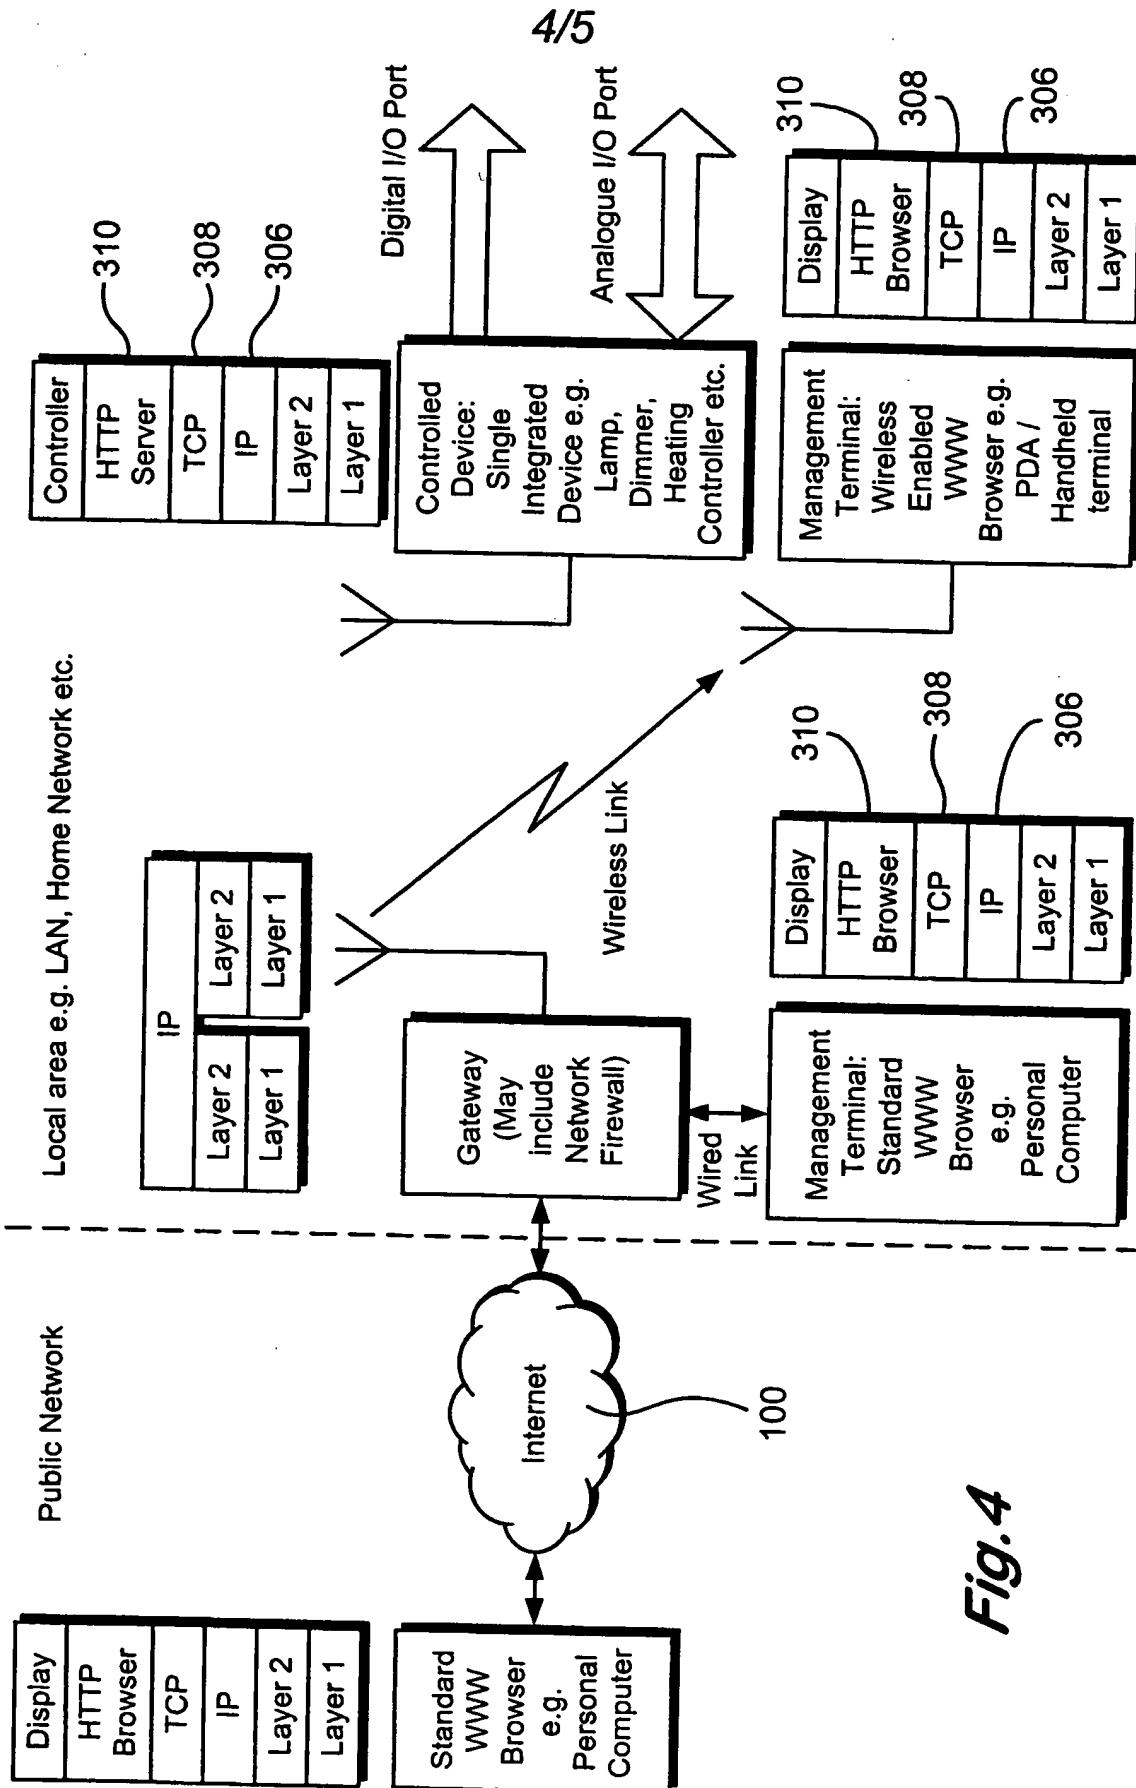 4/5
Public Network
Local area e.g. LAN, Home Network etc.
Display
HTTP
Browser
TCP
IP
Layer 2
Layer 1
Standard
WWW
Browser
e.g.
Personal
Computer
Internet
100
IP
Layer 2
Layer 2
Layer 1
Layer 1
Gateway
(May
include
Network
Firewall)
Wired
Link
Wireless Link
Management
Terminal:
Standard
WWW
Browser
e.g.
Personal
Computer
Display
HTTP
Browser
TCP
IP
Layer 2
Layer 1
310
308
306
Controller
HTTP
Server
TCP
IP
Layer 2
Layer 1
310
308
306
Controlled
Device:
Single
Integrated
Device e.g.
Lamp,
Dimmer,
Heating
Controller etc.
Digital I/O Port
Analogue I/O Port
Management
Terminal:
Wireless
Enabled
WWW
Browser e.g.
PDA /
Handheld
terminal
Display
HTTP
Browser
TCP
IP
Layer 2
Layer 1
310
308
306
Fig.4